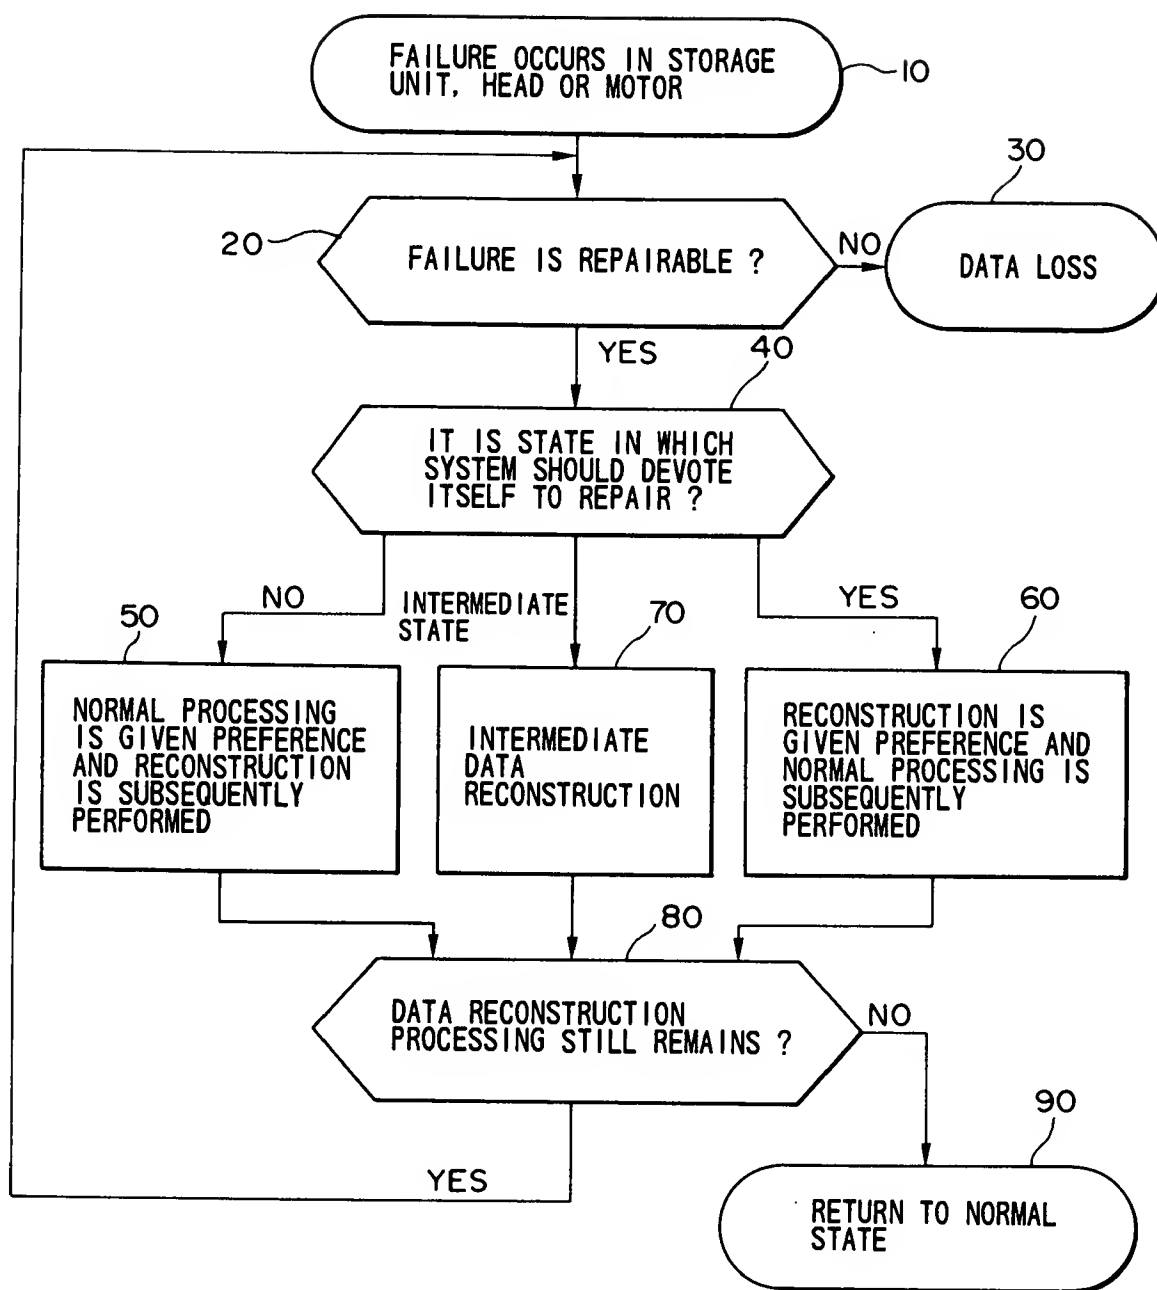 FAILURE OCCURS IN STORAGE
UNIT, HEAD OR MOTOR
10
30
20
FAILURE IS REPAIRABLE ?
NO
DATA LOSS
YES
40
IT IS STATE IN WHICH
SYSTEM SHOULD DEVOTE
ITSELF TO REPAIR ?
NO
INTERMEDIATE
STATE
YES
50
70
60
NORMAL PROCESSING
IS GIVEN PREFERENCE
AND RECONSTRUCTION
IS SUBSEQUENTLY
PERFORMED
INTERMEDIATE
DATA
RECONSTRUCTION
RECONSTRUCTION IS
GIVEN PREFERENCE AND
NORMAL PROCESSING IS
SUBSEQUENTLY
PERFORMED
80
DATA RECONSTRUCTION
PROCESSING STILL REMAINS ?
NO
YES
90
RETURN TO NORMAL
STATE